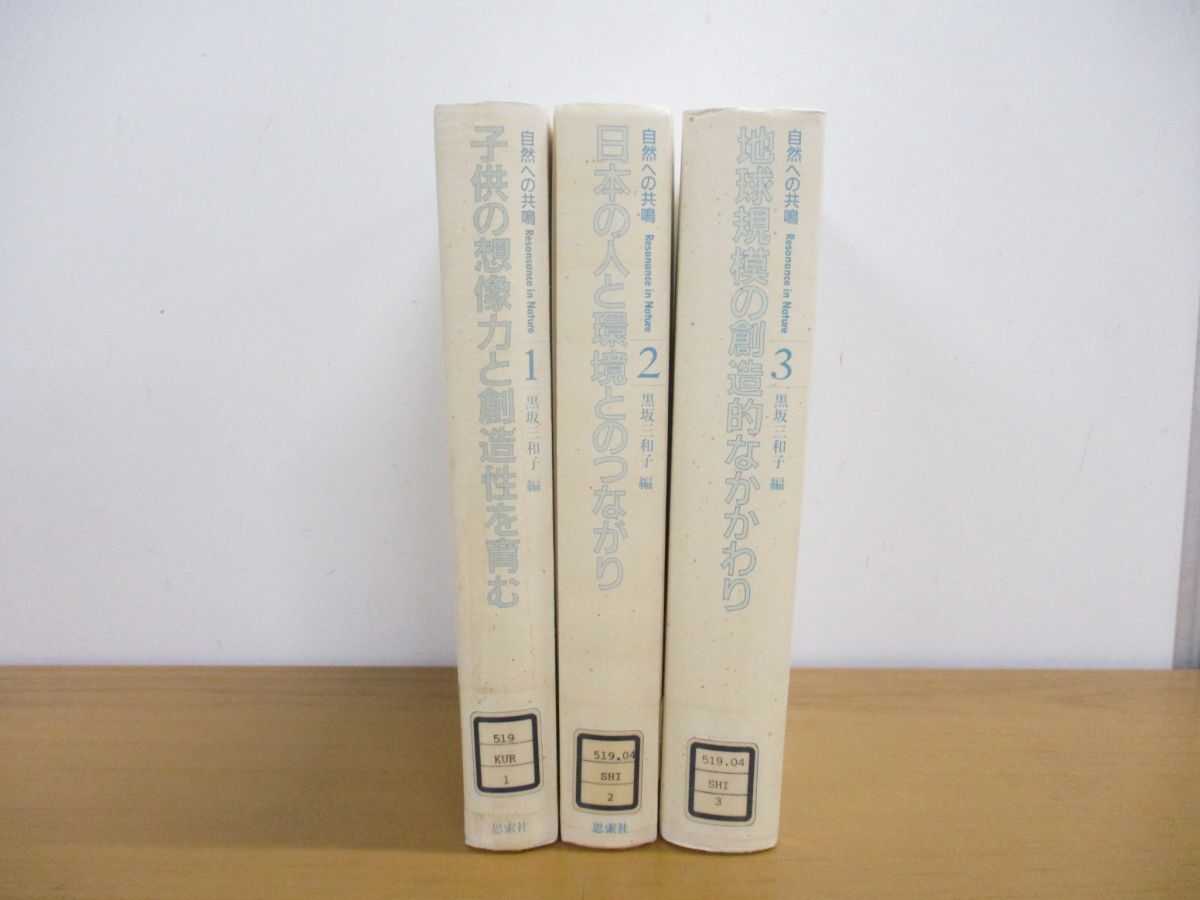 自然への共鳴 Resonsance in Nature
1
黒坂三和子 編
子供の想像力と創造性を育む
519
KUR
1
思索社
自然への共鳴 Resonance in Nature
2
黒坂三和子 編
日本の人と環境とのつながり
519.04
SHI
2
思索社
自然への共鳴 Resonance in Nature
3
黒坂三和子 編
地球規模の創造的なかかわり
519.04
SHI
3